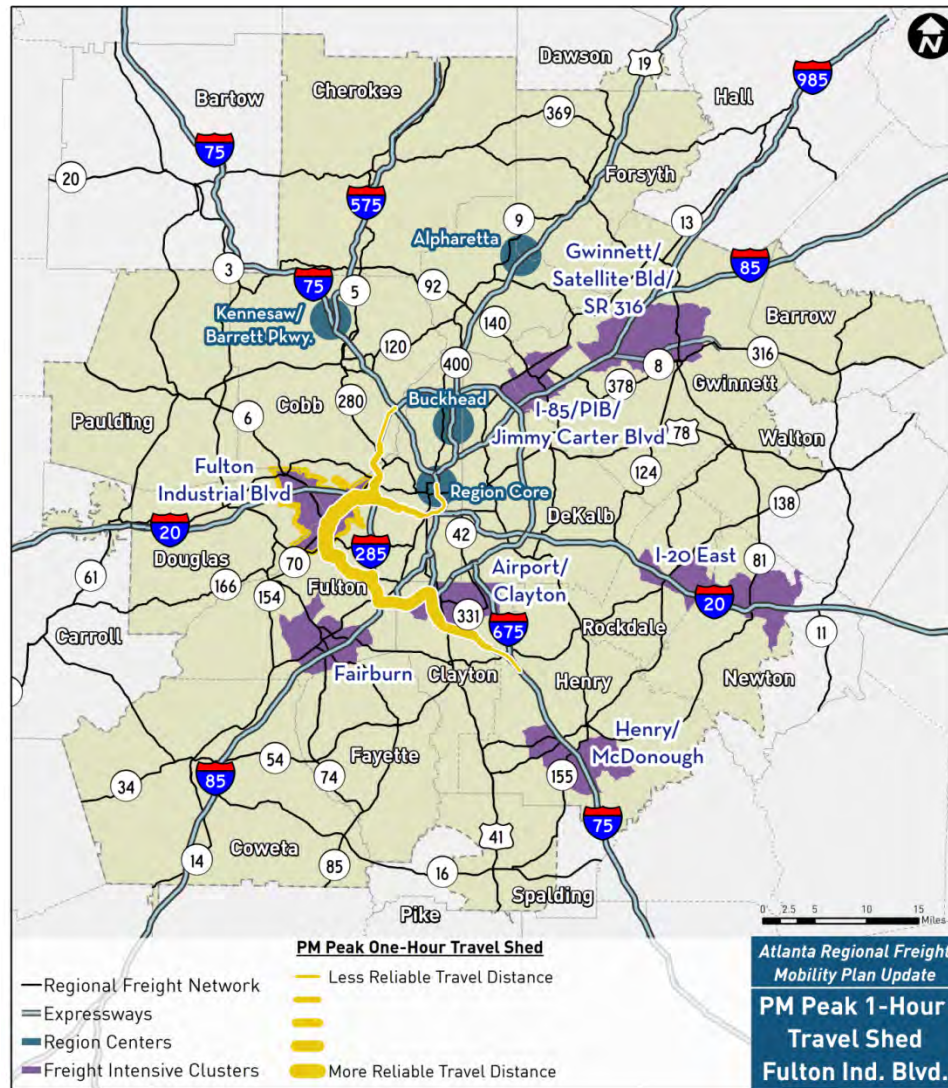 N
Dawson
19
985
Bartow
Cherokee
Hall
369
75
20
575
Forsyth
13
9
Alpharetta
Gwinnett/
Satellite Bld/
SR 316
85
3
75
5
92
Kennesaw/
Barrett Pkwy.
140
Barrow
120
400
8
316
Gwinnett
378
Cobb
280
Buckhead
I-85/PIB/
Jimmy Carter Blvd
78
Paulding
6
Walton
124
Fulton
Industrial Blvd
Region Core
138
DeKalb
20
Douglas
42
285
I-20 East
81
70
Airport/
Clayton
61
166
154
Fulton
331
20
675
Rockdale
11
Carroll
Fairburn
Clayton
Henry
Newton
Henry/
McDonough
Fayette
54
155
34
85
74
41
75
Coweta
14
85
16
Spalding
Pike
0 2.5 5 10 15
Miles
PM Peak One-Hour Travel Shed
Less Reliable Travel Distance
More Reliable Travel Distance
Regional Freight Network
Expressways
Region Centers
Freight Intensive Clusters
Atlanta Regional Freight
Mobility Plan Update
PM Peak 1-Hour
Travel Shed
Fulton Ind. Blvd.